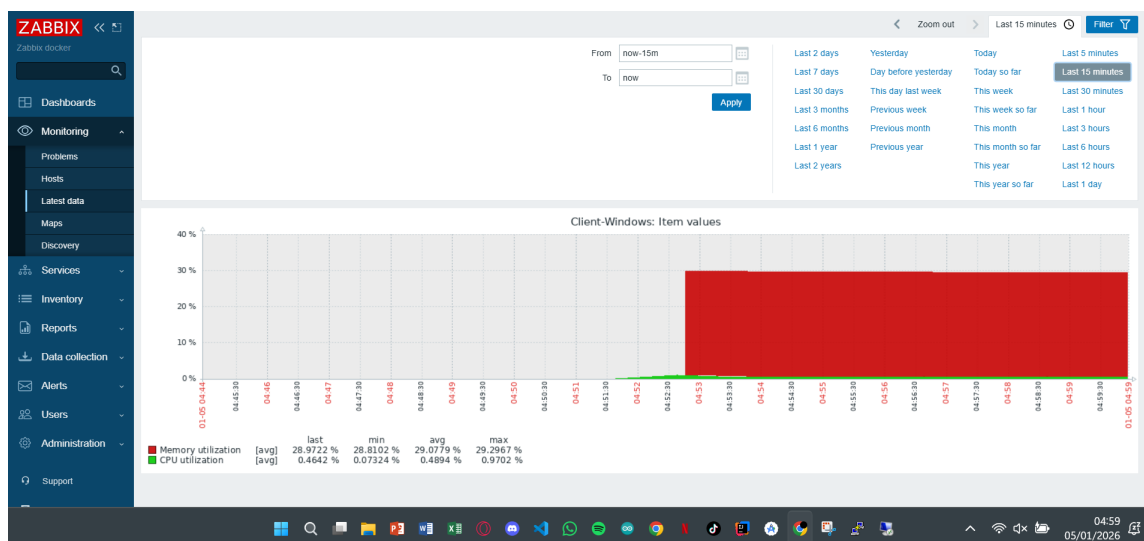 ZABBIX
Zabbix docker
Dashboards
Monitoring
Problems
Hosts
Latest data
Maps
Discovery
Services
Inventory
Reports
Data collection
Alerts
Users
Administration
Support
Zoom out
Last 15 minutes
Filter
From now-15m
To now
Apply
Last 2 days Yesterday Today Last 5 minutes
Last 7 days Day before yesterday Today so far Last 15 minutes
Last 30 days This day last week This week Last 30 minutes
Last 3 months Previous week This week so far Last 1 hour
Last 6 months Previous month This month Last 3 hours
Last 1 year Previous year This month so far Last 6 hours
Last 2 years This year Last 12 hours
This year so far Last 1 day
Client-Windows: Item values
40 %
30 %
20 %
10 %
0 %
01-05 04:44
04:45:30
04:46
04:46:30
04:47
04:47:30
04:48
04:48:30
04:49
04:49:30
04:50
04:50:30
04:51
04:51:30
04:52
04:52:30
04:53
04:53:30
04:54
04:54:30
04:55
04:55:30
04:56
04:56:30
04:57
04:57:30
04:58
04:58:30
04:59
04:59:30
01-05 04:59
last min avg max
Memory utilization [avg] 28.9722 % 28.8102 % 29.0779 % 29.2967 %
CPU utilization [avg] 0.4642 % 0.07324 % 0.4894 % 0.9702 %
04:59
05/01/2026